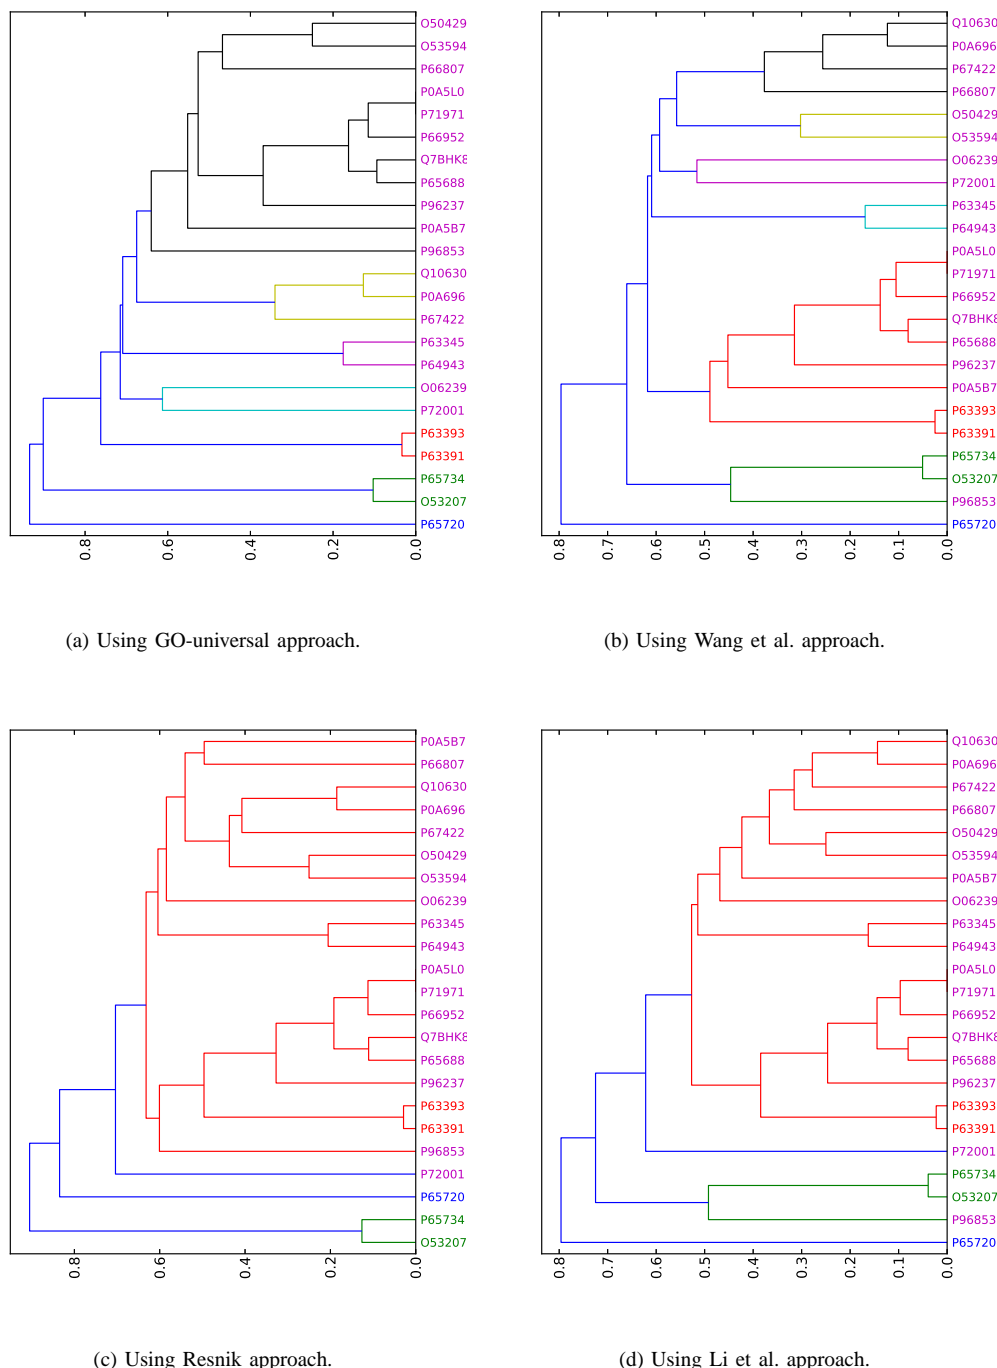 O50429
O53594
P66807
P0A5L0
P71971
P66952
Q7BHK8
P65688
P96237
P0A5B7
P96853
Q10630
P0A696
P67422
P63345
P64943
O06239
P72001
P63393
P63391
P65734
O53207
P65720
0.8 0.6 0.4 0.2 0.0
(a) Using GO-universal approach.
Q10630
P0A696
P67422
P66807
O50429
O53594
O06239
P72001
P63345
P64943
P0A5L0
P71971
P66952
Q7BHK8
P65688
P96237
P0A5B7
P63393
P63391
P65734
O53207
P96853
P65720
0.8 0.7 0.6 0.5 0.4 0.3 0.2 0.1 0.0
(b) Using Wang et al. approach.
P0A5B7
P66807
Q10630
P0A696
P67422
O50429
O53594
O06239
P63345
P64943
P0A5L0
P71971
P66952
Q7BHK8
P65688
P96237
P63393
P63391
P96853
P72001
P65720
P65734
O53207
0.8 0.6 0.4 0.2 0.0
(c) Using Resnik approach.
Q10630
P0A696
P67422
P66807
O50429
O53594
P0A5B7
O06239
P63345
P64943
P0A5L0
P71971
P66952
Q7BHK8
P65688
P96237
P63393
P63391
P72001
P65734
O53207
P96853
P65720
0.8 0.7 0.6 0.5 0.4 0.3 0.2 0.1 0.0
(d) Using Li et al. approach.